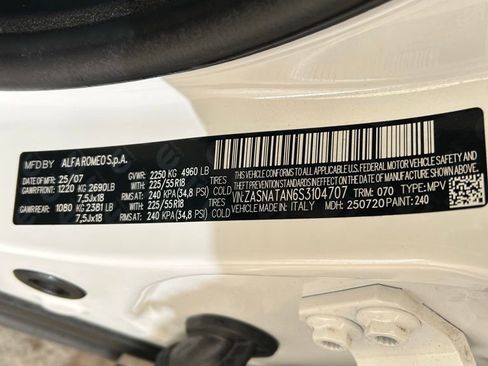 MFD BY ALFA ROMEO S.p.A.
DATE 25/07 GVWR: 2250 KG 4960 LB
GAWR FRONT: 1220 KG 2690LB WITH 225/55R18 TIRES
7,5Jx18 RIMS AT: 240 KPA(34,8 PSI) COLD
GAWR REAR: 1080 KG 2381 LB WITH 225/55R18 TIRES
7,5Jx18 RIMS AT: 240 KPA(34,8 PSI) COLD
THIS VEHICLE CONFORMS TO ALL APPLICABLE U.S. FEDERAL MOTOR VEHICLE SAFETY
AND THEFT PREVENTION STANDARDS IN EFFECT ON THE DATE OF MANUFACTURE SHOWN ABOVE
VIN: ZASNATAN6S3104707 TRIM: 070 TYPE: MPV
VEHICLE MADE IN: ITALY MDH: 250720 PAINT: 240